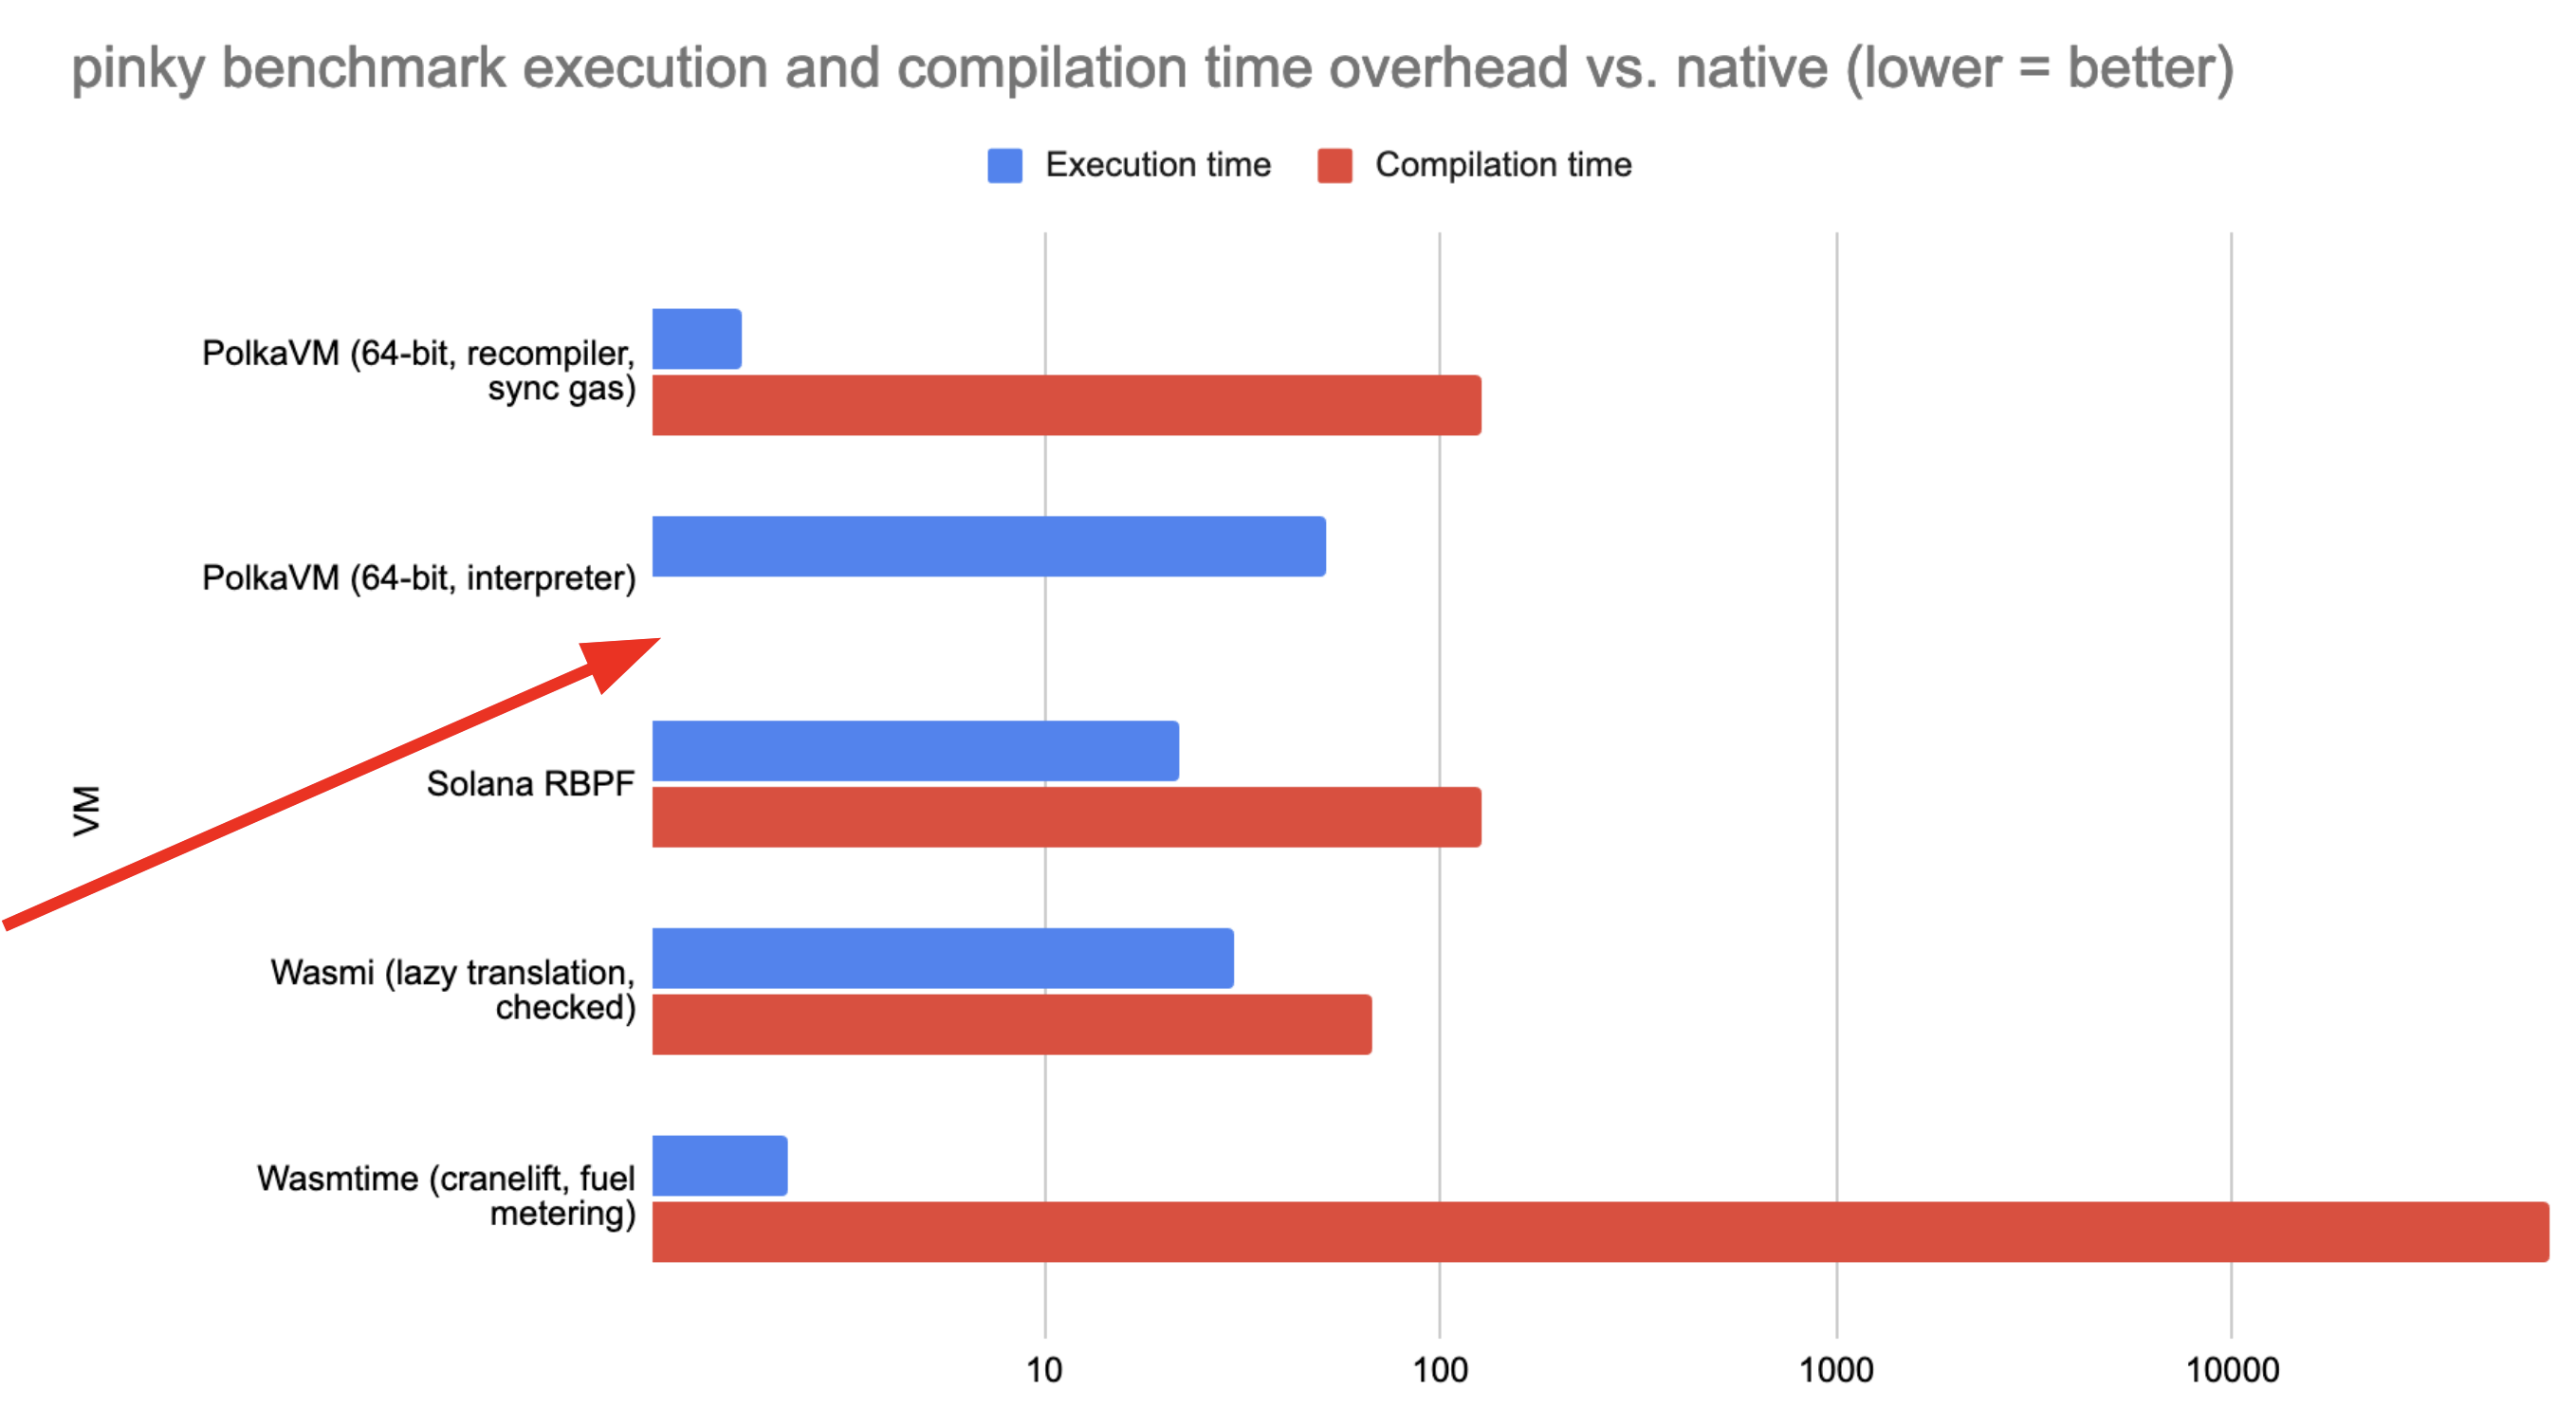 pinky benchmark execution and compilation time overhead vs. native (lower = better)
Execution time
Compilation time
PolkaVM (64-bit, recompiler,
sync gas)
PolkaVM (64-bit, interpreter)
Solana RBPF
Wasmi (lazy translation,
checked)
Wasmtime (cranelift, fuel
metering)
VM
10
100
1000
10000